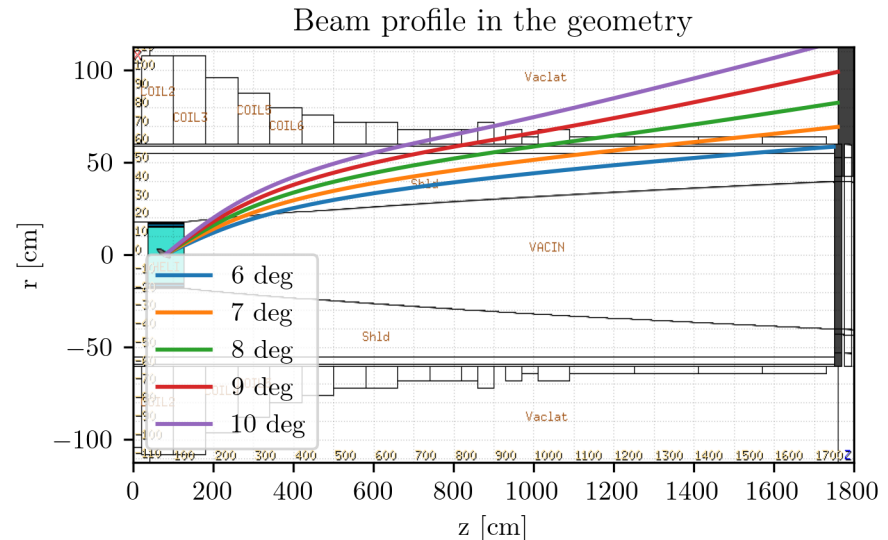 Beam profile in the geometry
r [cm]
100
50
0
−50
−100
COIL2
COIL3
COIL5
COIL6
Vaclat
Shld
VACIN
Shld
Vaclat
6 deg
7 deg
8 deg
9 deg
10 deg
100 200 300 400 500 600 700 800 900 1000 1100 1200 1300 1400 1500 1600 1700 Z
0 200 400 600 800 1000 1200 1400 1600 1800
z [cm]